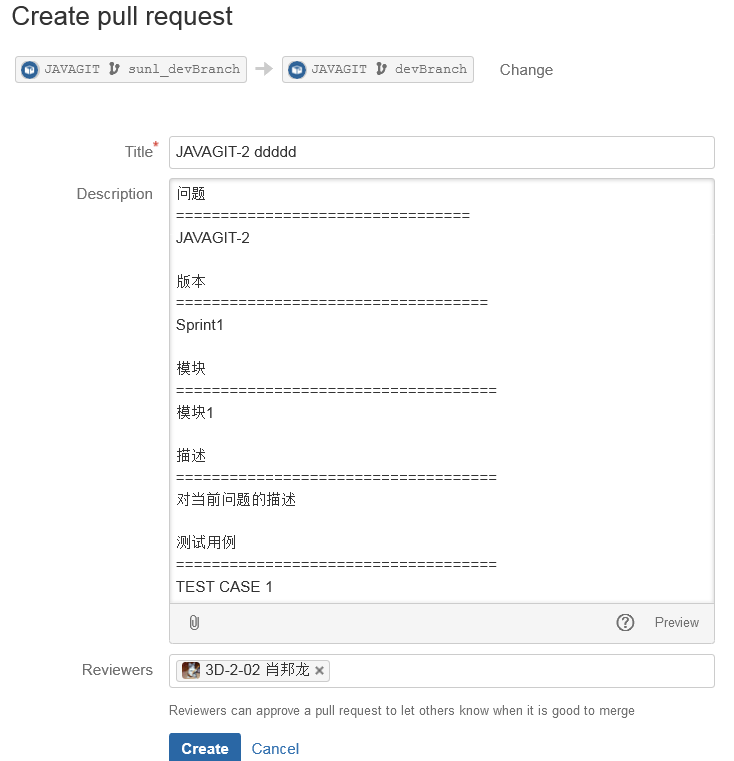 Create pull request
JAVAGIT sunl_devBranch JAVAGIT devBranch Change
Title* JAVAGIT-2 ddddd
Description
问题
=================================
JAVAGIT-2
版本
===================================
Sprint1
模块
====================================
模块1
描述
====================================
对当前问题的描述
测试用例
====================================
TEST CASE 1
Preview
Reviewers 3D-2-02 肖邦龙
Reviewers can approve a pull request to let others know when it is good to merge
Create Cancel